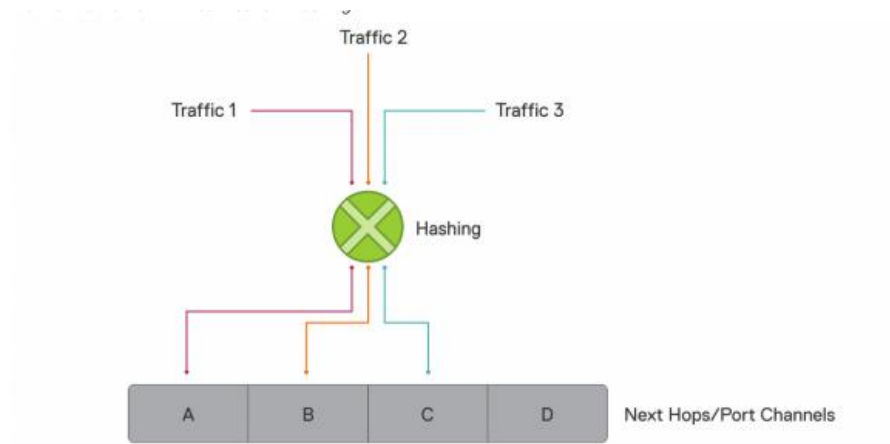 Traffic 2
Traffic 1
Traffic 3
Hashing
A
B
C
D
Next Hops/Port Channels